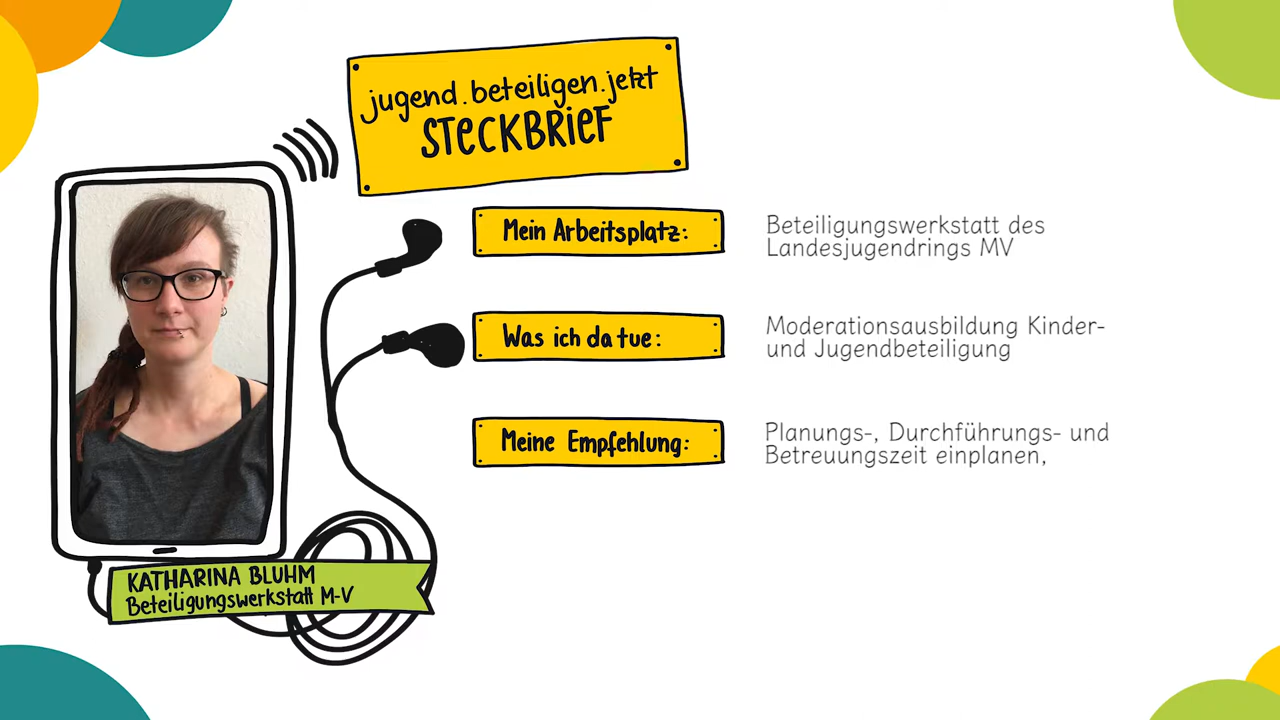 jugend.beteiligen.jetzt
STECKBRIEF
Mein Arbeitsplatz:
Beteiligungswerkstatt des
Landesjugendrings MV
Was ich da tue:
Moderationsausbildung Kinder-
und Jugendbeteiligung
Meine Empfehlung:
Planungs-, Durchführungs- und
Betreuungszeit einplanen,
KATHARINA BLUHM
Beteiligungswerkstatt M-V